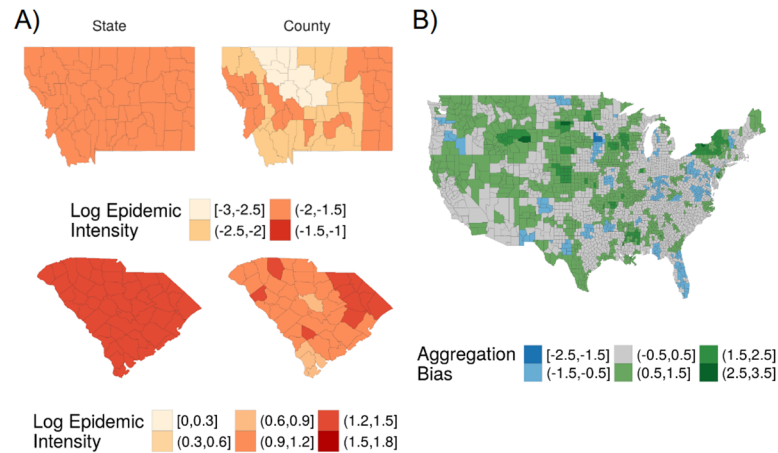 A)
State
County
Log Epidemic
Intensity
[-3,-2.5]
(-2,-1.5]
(-2.5,-2]
(-1.5,-1]
Log Epidemic
Intensity
[0,0.3]
(0.6,0.9]
(1.2,1.5]
(0.3,0.6]
(0.9,1.2]
(1.5,1.8]
B)
Aggregation
Bias
[-2.5,-1.5]
(-0.5,0.5]
(1.5,2.5]
(-1.5,-0.5]
(0.5,1.5]
(2.5,3.5]